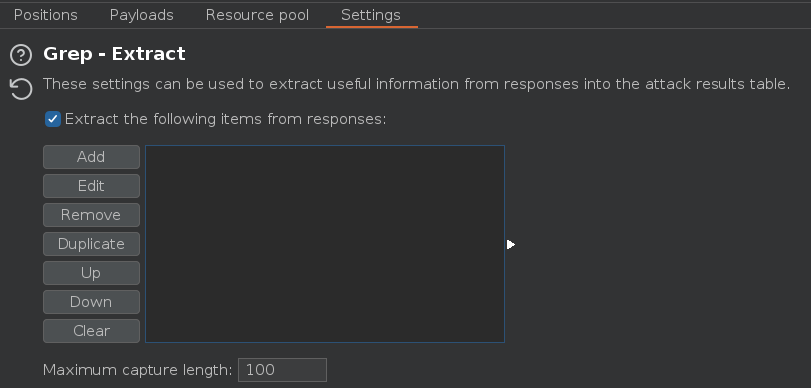 Positions Payloads Resource pool Settings
Grep - Extract
These settings can be used to extract useful information from responses into the attack results table.
Extract the following items from responses:
Add
Edit
Remove
Duplicate
Up
Down
Clear
Maximum capture length: 100